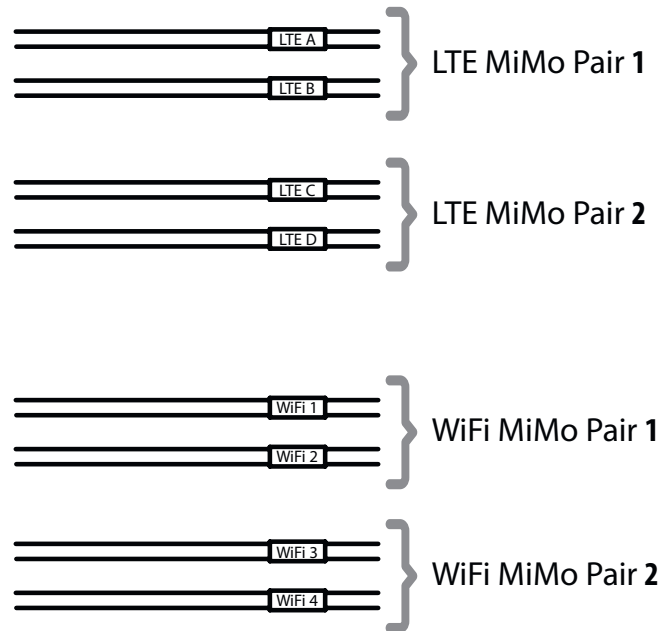 LTE A
LTE B
LTE MiMo Pair 1
LTE C
LTE D
LTE MiMo Pair 2
WiFi 1
WiFi 2
WiFi MiMo Pair 1
WiFi 3
WiFi 4
WiFi MiMo Pair 2